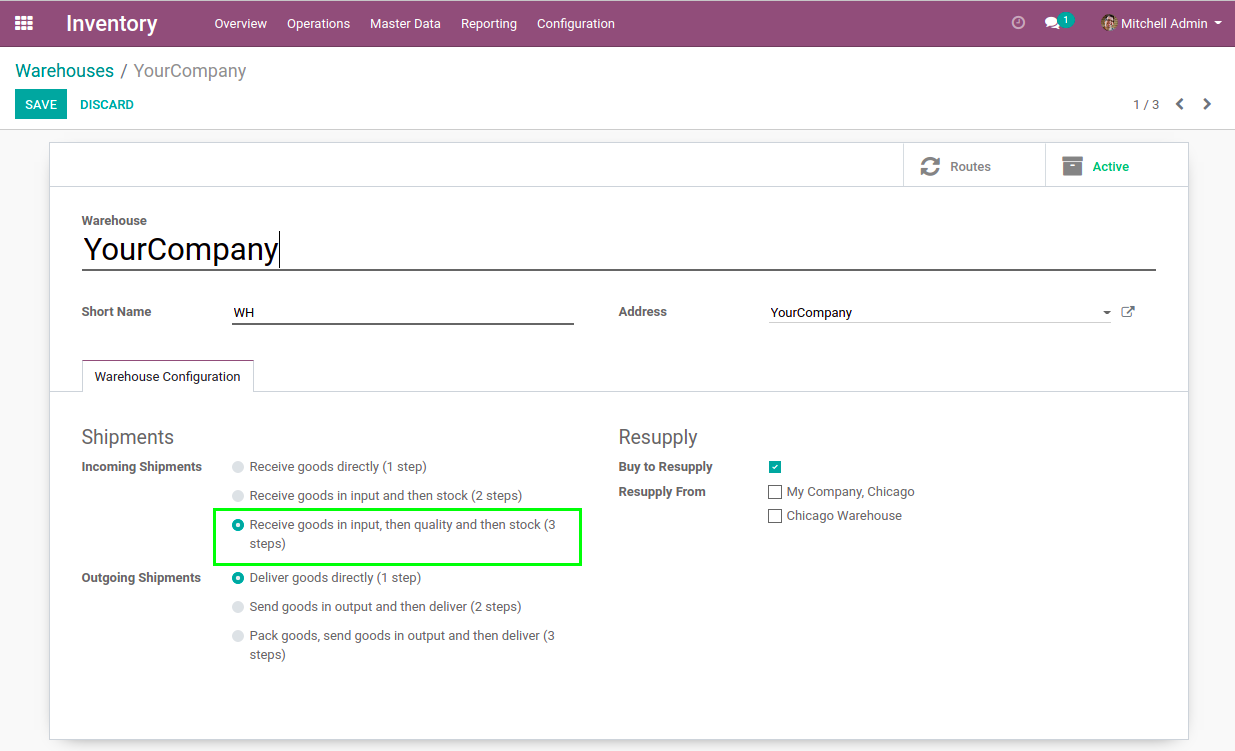 Inventory Overview Operations Master Data Reporting Configuration 1 Mitchell Admin
Warehouses / YourCompany
SAVE DISCARD 1 / 3
Routes Active
Warehouse
YourCompany
Short Name WH Address YourCompany
Warehouse Configuration
Shipments Resupply
Incoming Shipments Receive goods directly (1 step) Buy to Resupply
Receive goods in input and then stock (2 steps) Resupply From My Company, Chicago
Receive goods in input, then quality and then stock (3 Chicago Warehouse
steps)
Outgoing Shipments Deliver goods directly (1 step)
Send goods in output and then deliver (2 steps)
Pack goods, send goods in output and then deliver (3
steps)